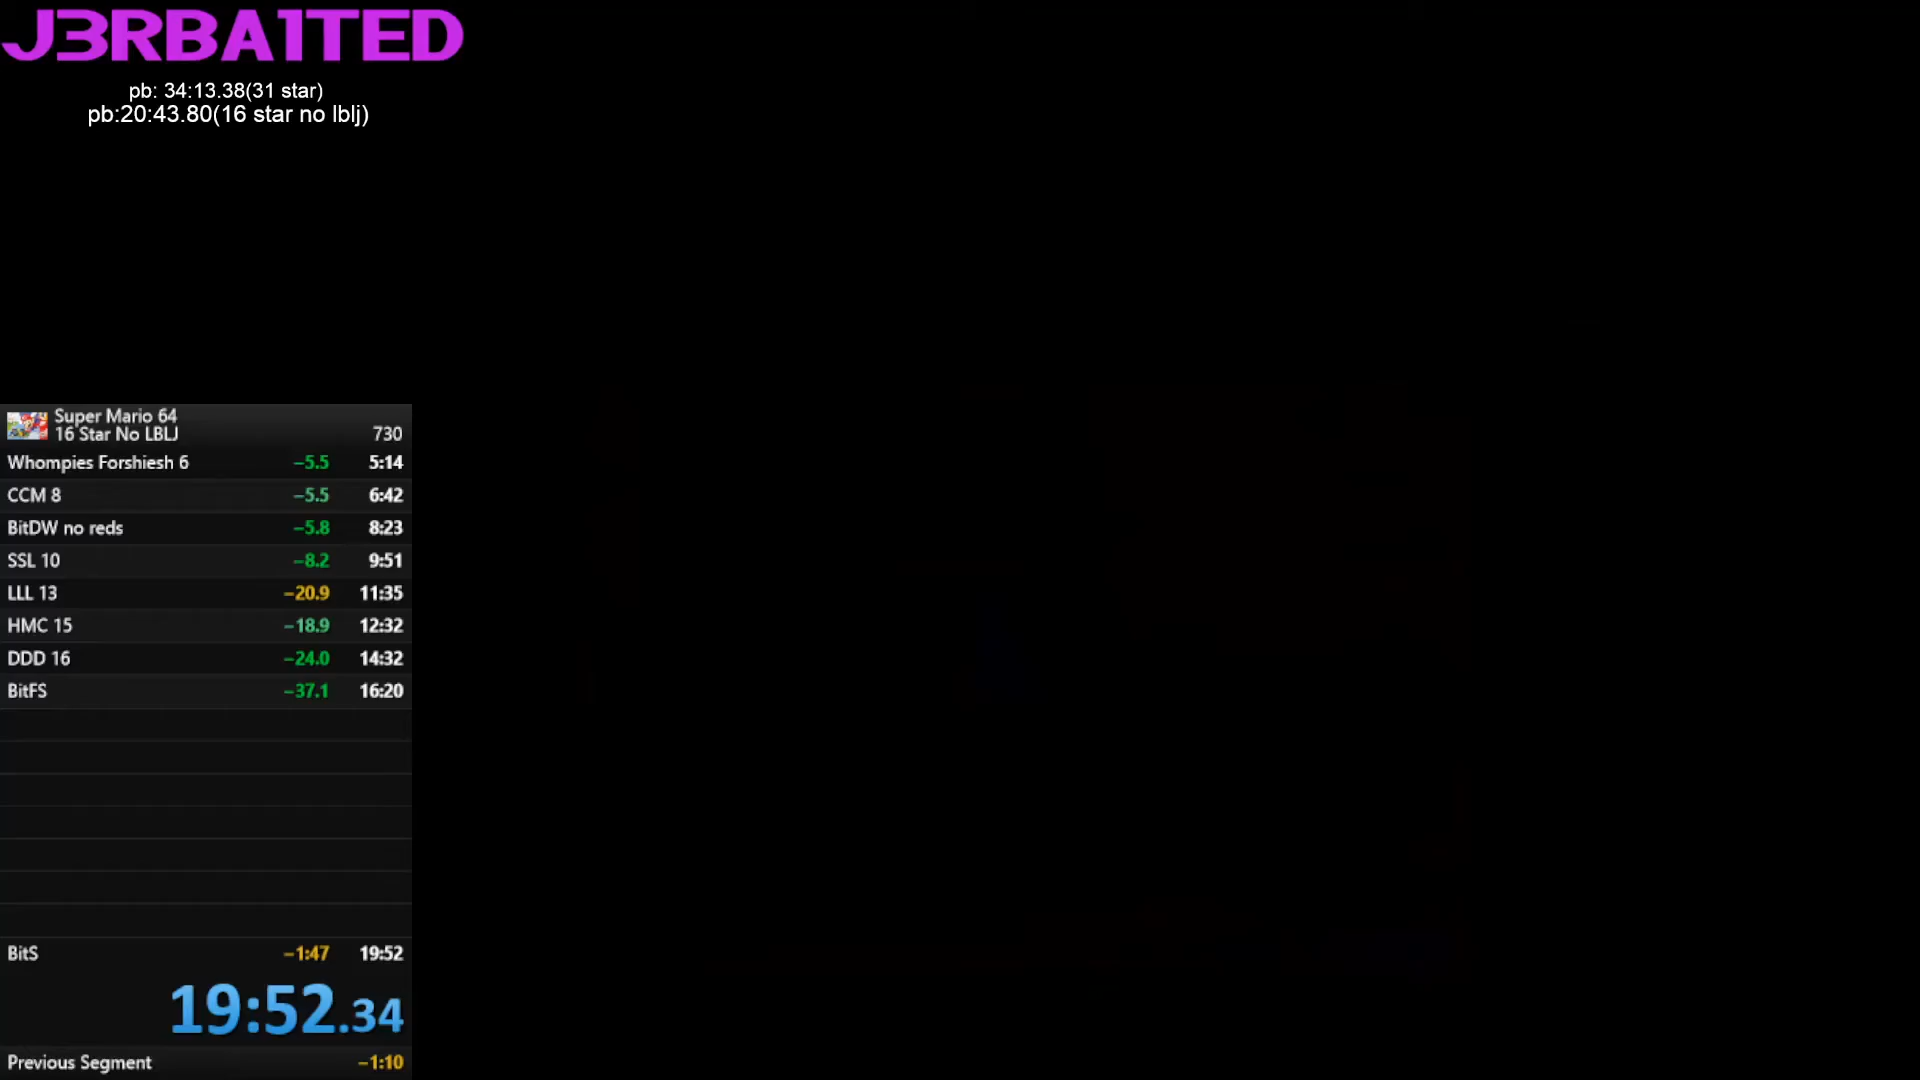 J3RBA1TED
pb: 34:13.38(31 star)
pb:20:43.80(16 star no lblj)
Super Mario 64
16 Star No LBLJ 730
Whompies Forshiesh 6 −5.5 5:14
CCM 8 −5.5 6:42
BitDW no reds −5.8 8:23
SSL 10 −8.2 9:51
LLL 13 −20.9 11:35
HMC 15 −18.9 12:32
DDD 16 −24.0 14:32
BitFS −37.1 16:20
BitS −1:47 19:52
19:52.34
Previous Segment −1:10